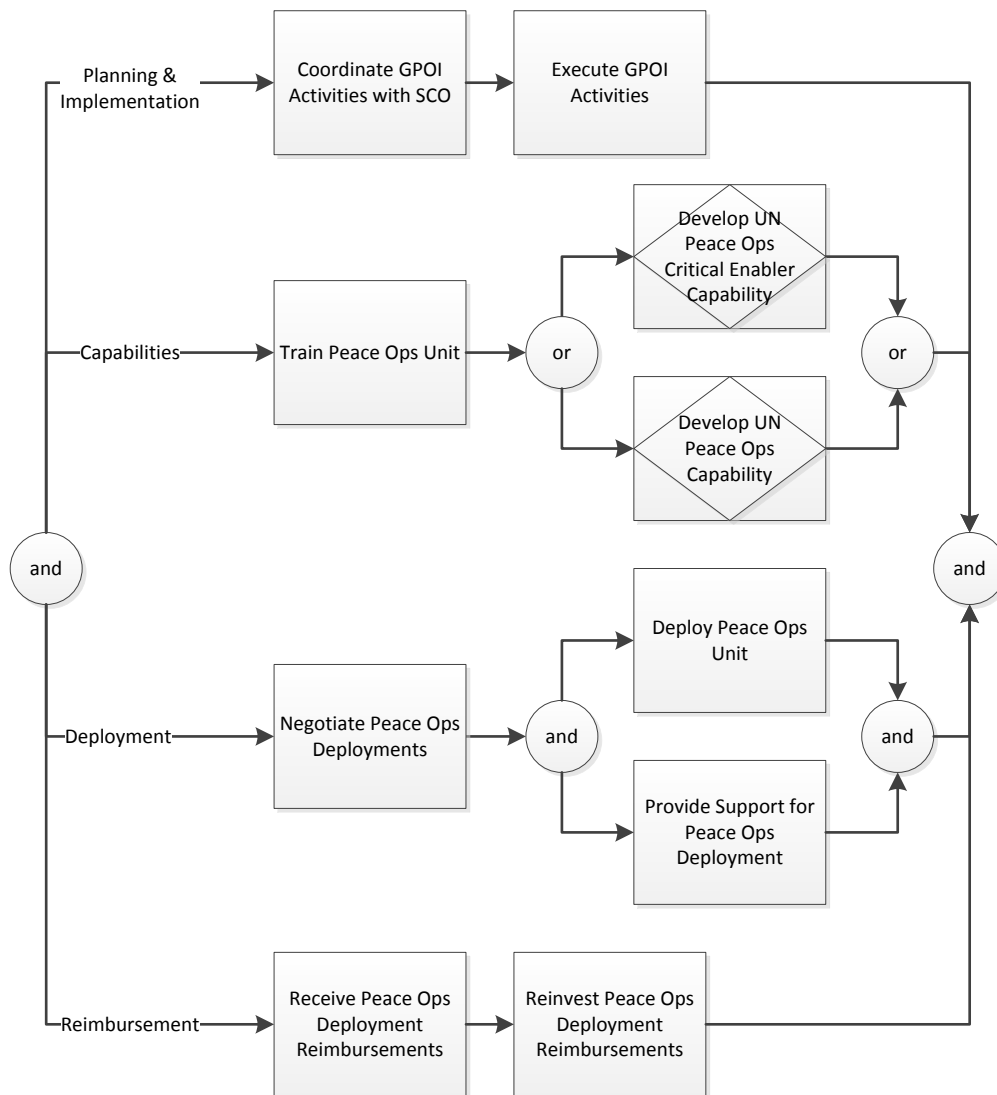 Planning &
Implementation
Coordinate GPOI
Activities with SCO
Execute GPOI
Activities
Develop UN
Peace Ops
Critical Enabler
Capability
Capabilities
Train Peace Ops Unit
or
or
Develop UN
Peace Ops
Capability
and
and
Deploy Peace Ops
Unit
Deployment
Negotiate Peace Ops
Deployments
and
and
Provide Support for
Peace Ops
Deployment
Reimbursement
Receive Peace Ops
Deployment
Reimbursements
Reinvest Peace Ops
Deployment
Reimbursements